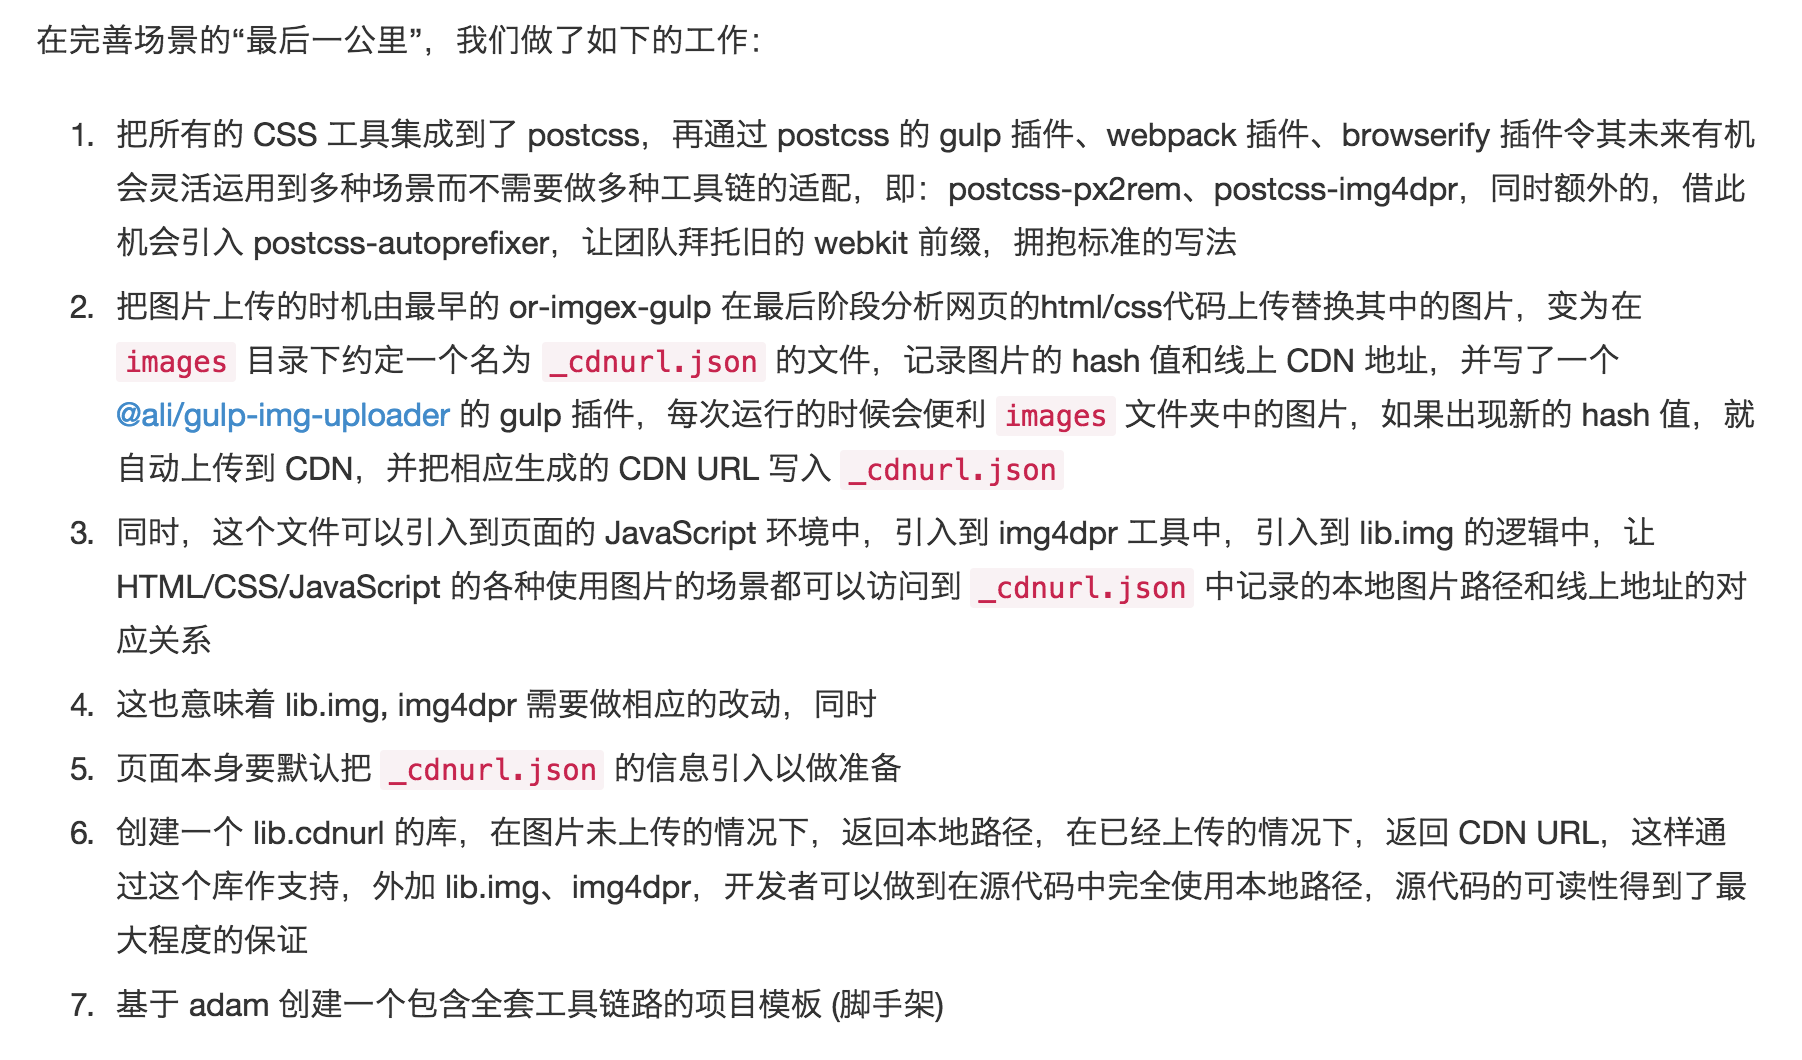 在完善场景的“最后一公里”，我们做了如下的工作：
1. 把所有的 CSS 工具集成到了 postcss，再通过 postcss 的 gulp 插件、webpack 插件、browserify 插件令其未来有机
会灵活运用到多种场景而不需要做多种工具链的适配，即：postcss-px2rem、postcss-img4dpr，同时额外的，借此
机会引入 postcss-autoprefixer，让团队拜托旧的 webkit 前缀，拥抱标准的写法
2. 把图片上传的时机由最早的 or-imgex-gulp 在最后阶段分析网页的html/css代码上传替换其中的图片，变为在
images 目录下约定一个名为 _cdnurl.json 的文件，记录图片的 hash 值和线上 CDN 地址，并写了一个
@ali/gulp-img-uploader 的 gulp 插件，每次运行的时候会便利 images 文件夹中的图片，如果出现新的 hash 值，就
自动上传到 CDN，并把相应生成的 CDN URL 写入 _cdnurl.json
3. 同时，这个文件可以引入到页面的 JavaScript 环境中，引入到 img4dpr 工具中，引入到 lib.img 的逻辑中，让
HTML/CSS/JavaScript 的各种使用图片的场景都可以访问到 _cdnurl.json 中记录的本地图片路径和线上地址的对
应关系
4. 这也意味着 lib.img, img4dpr 需要做相应的改动，同时
5. 页面本身要默认把 _cdnurl.json 的信息引入以做准备
6. 创建一个 lib.cdnurl 的库，在图片未上传的情况下，返回本地路径，在已经上传的情况下，返回 CDN URL，这样通
过这个库作支持，外加 lib.img、img4dpr，开发者可以做到在源代码中完全使用本地路径，源代码的可读性得到了最
大程度的保证
7. 基于 adam 创建一个包含全套工具链路的项目模板 (脚手架)